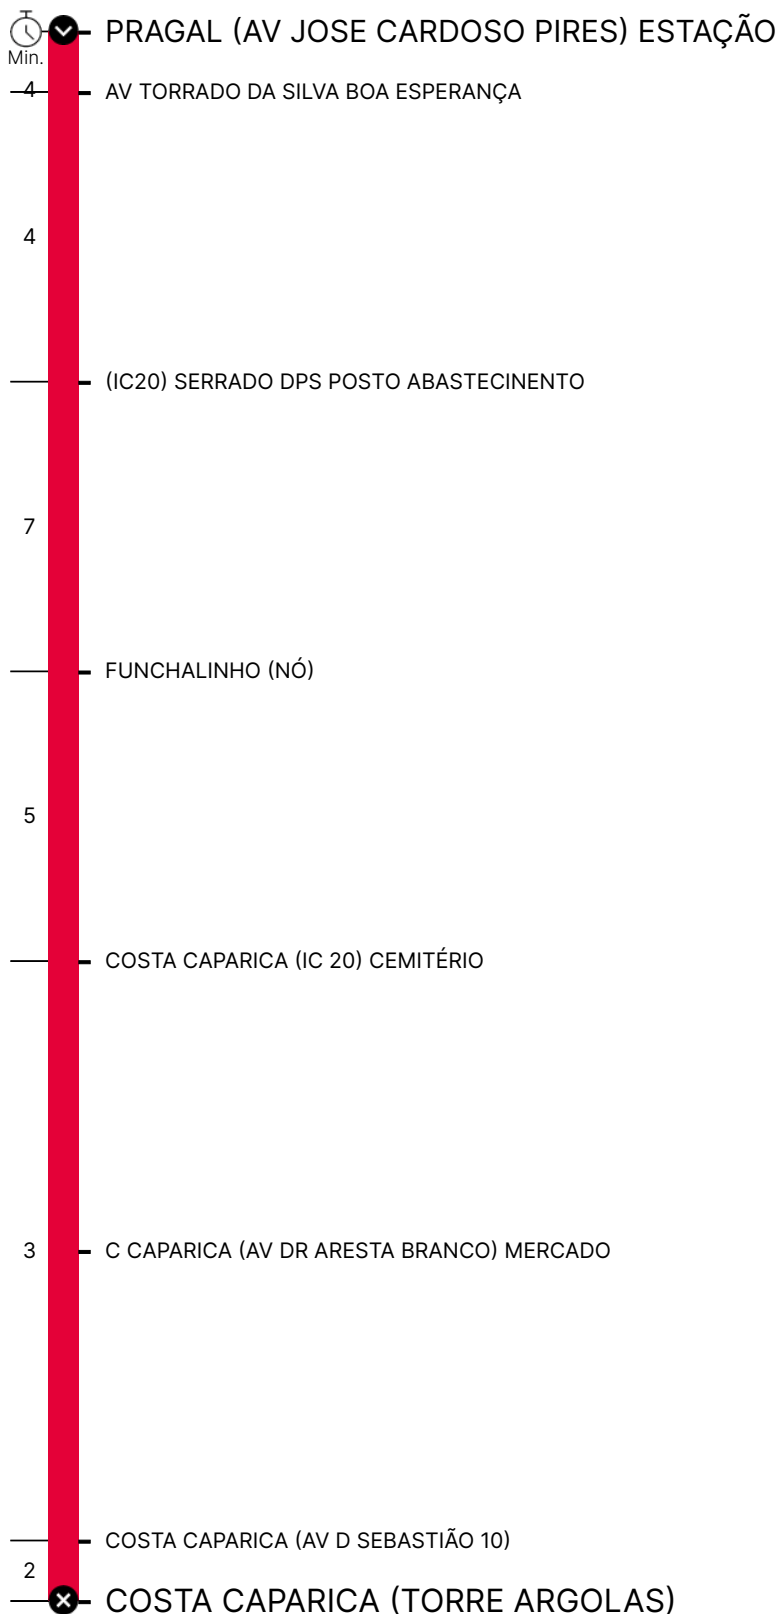 PRAGAL (AV JOSE CARDOSO PIRES) ESTAÇÃO
Min.
4
AV TORRADO DA SILVA BOA ESPERANÇA
4
(IC20) SERRADO DPS POSTO ABASTECINENTO
7
FUNCHALINHO (NÓ)
5
COSTA CAPARICA (IC 20) CEMITÉRIO
3
C CAPARICA (AV DR ARESTA BRANCO) MERCADO
COSTA CAPARICA (AV D SEBASTIÃO 10)
2
COSTA CAPARICA (TORRE ARGOLAS)